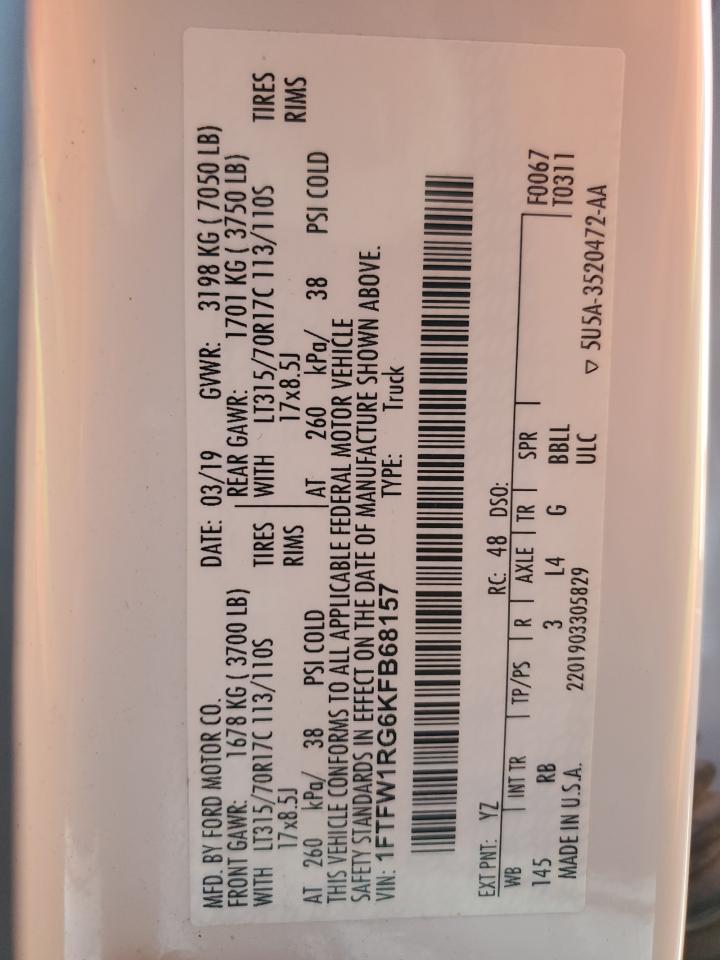 MFD. BY FORD MOTOR CO. DATE: 03/19 GVWR: 3198 KG ( 7050 LB)
FRONT GAWR: 1678 KG ( 3700 LB) REAR GAWR: 1701 KG ( 3750 LB)
WITH LT315/70R17C 113/110S TIRES WITH LT315/70R17C 113/110S TIRES
17x8.5J RIMS 17x8.5J RIMS
AT 260 kPa/ 38 PSI COLD AT 260 kPa/ 38 PSI COLD
THIS VEHICLE CONFORMS TO ALL APPLICABLE FEDERAL MOTOR VEHICLE
SAFETY STANDARDS IN EFFECT ON THE DATE OF MANUFACTURE SHOWN ABOVE.
VIN: 1FTFW1RG6KFB68157 TYPE: Truck
EXT PNT: YZ RC: 48 DSO:
WB INT TR TP/PS R AXLE TR SPR F0067
145 RB 3 L4 G BBLL T0311
MADE IN U.S.A. 2201903305829 ULC ▽ 5U5A-3520472-AA